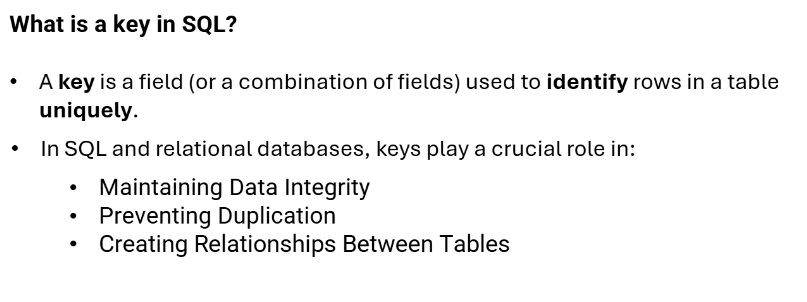 What is a key in SQL?
• A key is a field (or a combination of fields) used to identify rows in a table
uniquely.
• In SQL and relational databases, keys play a crucial role in:
• Maintaining Data Integrity
• Preventing Duplication
• Creating Relationships Between Tables